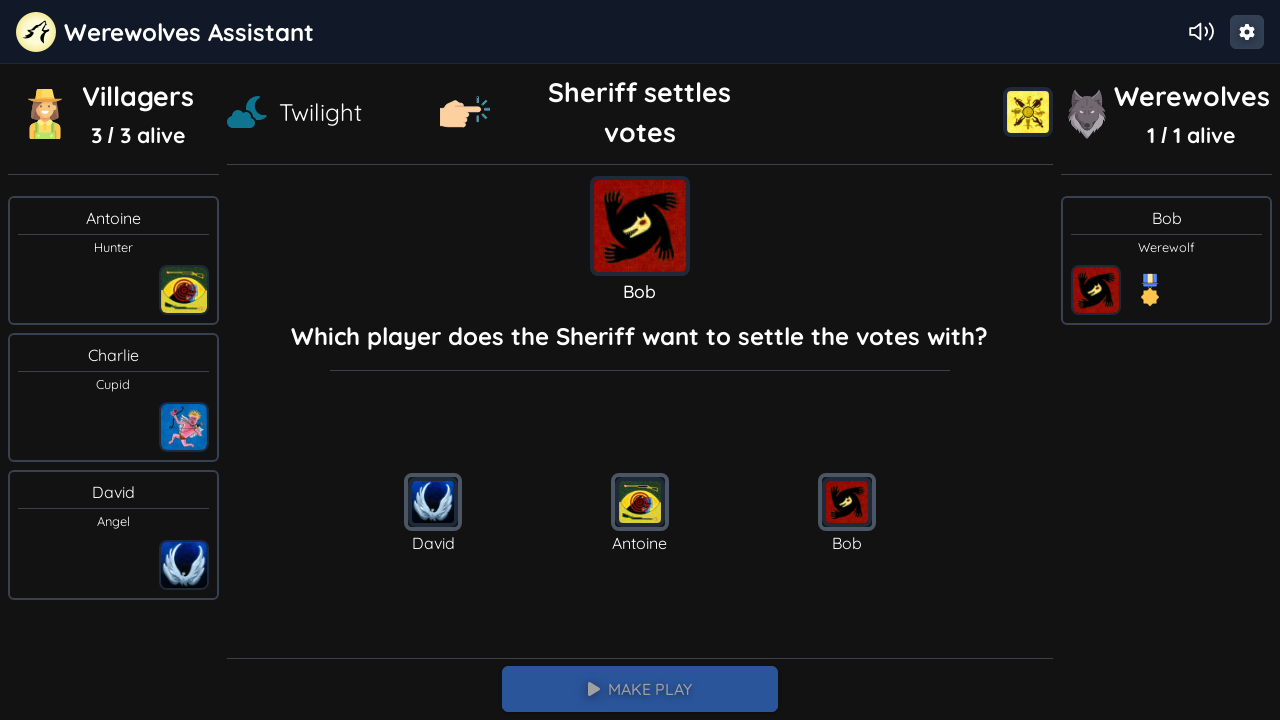 Werewolves Assistant
Villagers
3 / 3 alive
Twilight
Sheriff settles
votes
Werewolves
1 / 1 alive
Antoine
Hunter
Charlie
Cupid
David
Angel
Bob
Which player does the Sheriff want to settle the votes with?
David
Antoine
Bob
MAKE PLAY
Bob
Werewolf